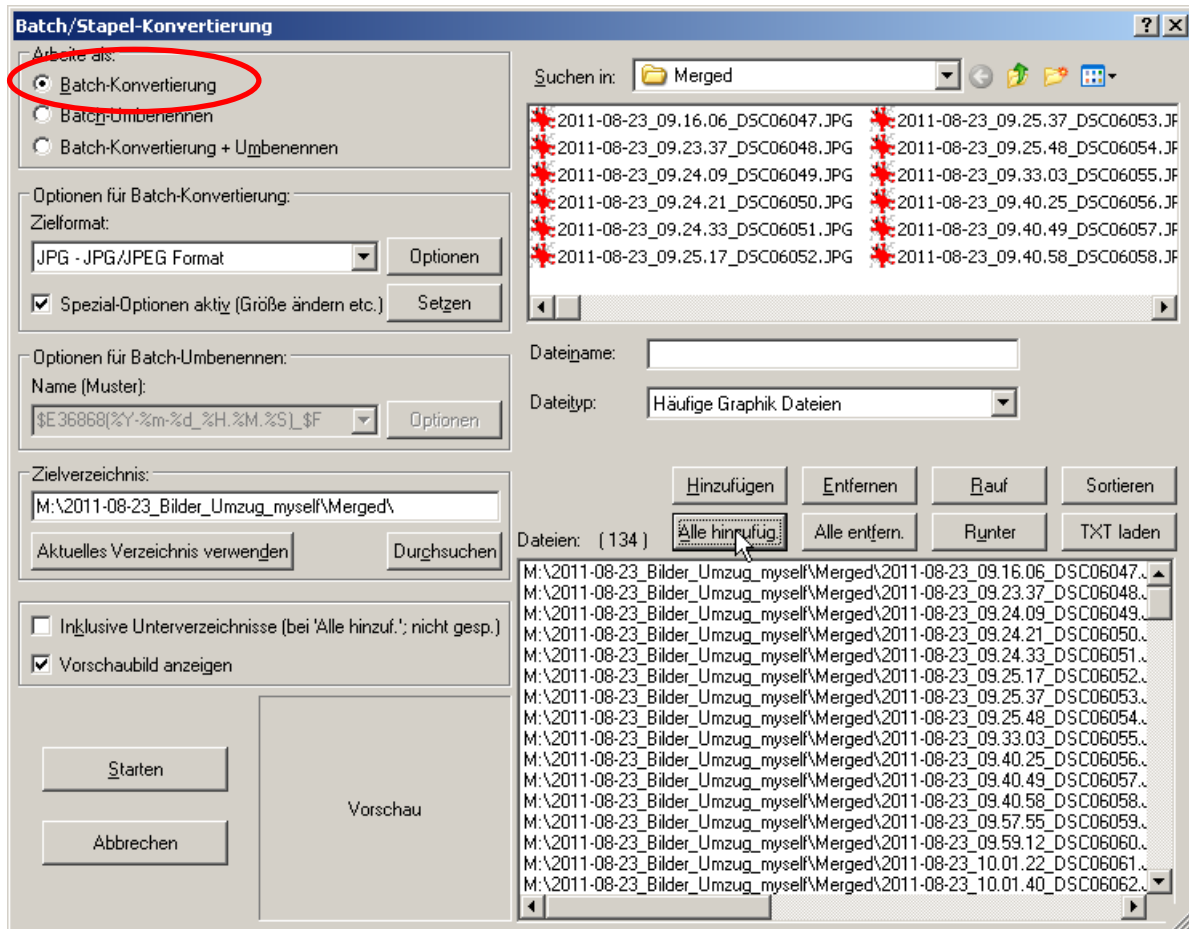 Batch/Stapel-Konvertierung
Arbeite als:
Batch-Konvertierung
Batch-Umbenennen
Batch-Konvertierung + Umbenennen
Optionen für Batch-Konvertierung:
Zielformat:
JPG - JPG/JPEG Format
Optionen
Spezial-Optionen aktiv (Größe ändern etc.)
Setzen
Optionen für Batch-Umbenennen:
Name (Muster):
$E36868(%Y-%m-%d_%H.%M.%S)_$F
Optionen
Zielverzeichnis:
M:\2011-08-23_Bilder_Umzug_myself\Merged\
Aktuelles Verzeichnis verwenden
Durchsuchen
Inklusive Unterverzeichnisse (bei 'Alle hinzuf.'; nicht gesp.)
Vorschaubild anzeigen
Starten
Abbrechen
Vorschau
Suchen in:
Merged
2011-08-23_09.16.06_DSC06047.JPG
2011-08-23_09.23.37_DSC06048.JPG
2011-08-23_09.24.09_DSC06049.JPG
2011-08-23_09.24.21_DSC06050.JPG
2011-08-23_09.24.33_DSC06051.JPG
2011-08-23_09.25.17_DSC06052.JPG
2011-08-23_09.25.37_DSC06053.JP
2011-08-23_09.25.48_DSC06054.JP
2011-08-23_09.33.03_DSC06055.JP
2011-08-23_09.40.25_DSC06056.JP
2011-08-23_09.40.49_DSC06057.JP
2011-08-23_09.40.58_DSC06058.JP
Dateiname:
Dateityp:
Häufige Graphik Dateien
Hinzufügen
Entfernen
Rauf
Sortieren
Dateien: ( 134 )
Alle hinzufüg.
Alle entfern.
Runter
TXT laden
M:\2011-08-23_Bilder_Umzug_myself\Merged\2011-08-23_09.16.06_DSC06047.
M:\2011-08-23_Bilder_Umzug_myself\Merged\2011-08-23_09.23.37_DSC06048.
M:\2011-08-23_Bilder_Umzug_myself\Merged\2011-08-23_09.24.09_DSC06049.
M:\2011-08-23_Bilder_Umzug_myself\Merged\2011-08-23_09.24.21_DSC06050.
M:\2011-08-23_Bilder_Umzug_myself\Merged\2011-08-23_09.24.33_DSC06051.
M:\2011-08-23_Bilder_Umzug_myself\Merged\2011-08-23_09.25.17_DSC06052.
M:\2011-08-23_Bilder_Umzug_myself\Merged\2011-08-23_09.25.37_DSC06053.
M:\2011-08-23_Bilder_Umzug_myself\Merged\2011-08-23_09.25.48_DSC06054.
M:\2011-08-23_Bilder_Umzug_myself\Merged\2011-08-23_09.33.03_DSC06055.
M:\2011-08-23_Bilder_Umzug_myself\Merged\2011-08-23_09.40.25_DSC06056.
M:\2011-08-23_Bilder_Umzug_myself\Merged\2011-08-23_09.40.49_DSC06057.
M:\2011-08-23_Bilder_Umzug_myself\Merged\2011-08-23_09.40.58_DSC06058.
M:\2011-08-23_Bilder_Umzug_myself\Merged\2011-08-23_09.57.55_DSC06059.
M:\2011-08-23_Bilder_Umzug_myself\Merged\2011-08-23_09.59.12_DSC06060.
M:\2011-08-23_Bilder_Umzug_myself\Merged\2011-08-23_10.01.22_DSC06061.
M:\2011-08-23_Bilder_Umzug_myself\Merged\2011-08-23_10.01.40_DSC06062.